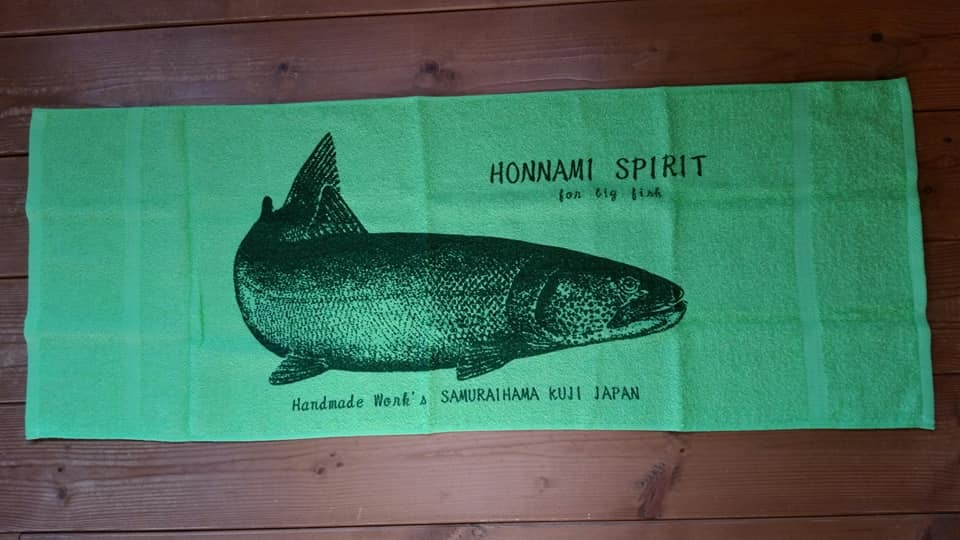 HONNAMI SPIRIT
for big fish
Handmade Work's SAMURAIHAMA KUJI JAPAN